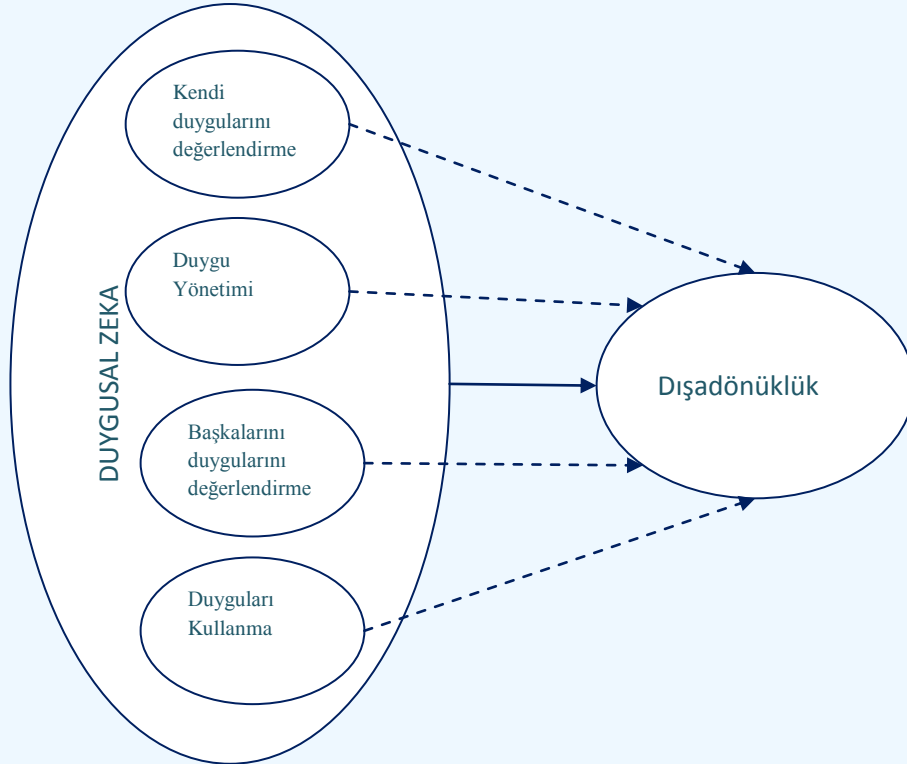 Kendi
duygularını
değerlendirme
Duygu
Yönetimi
DUYGUSAL ZEKA
Dışadönüklük
Başkalarını
duygularını
değerlendirme
Duyguları
Kullanma